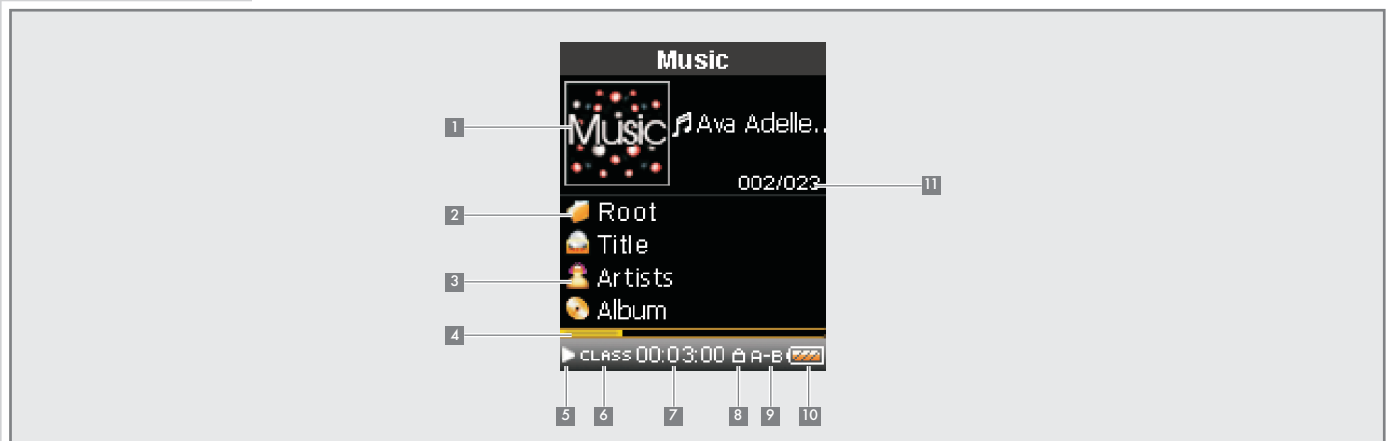 Music
1
Music
Ava Adelle..
002/023
11
2
Root
Title
3
Artists
Album
4
CLASS 00:03:00 A-B
5 6 7 8 9 10